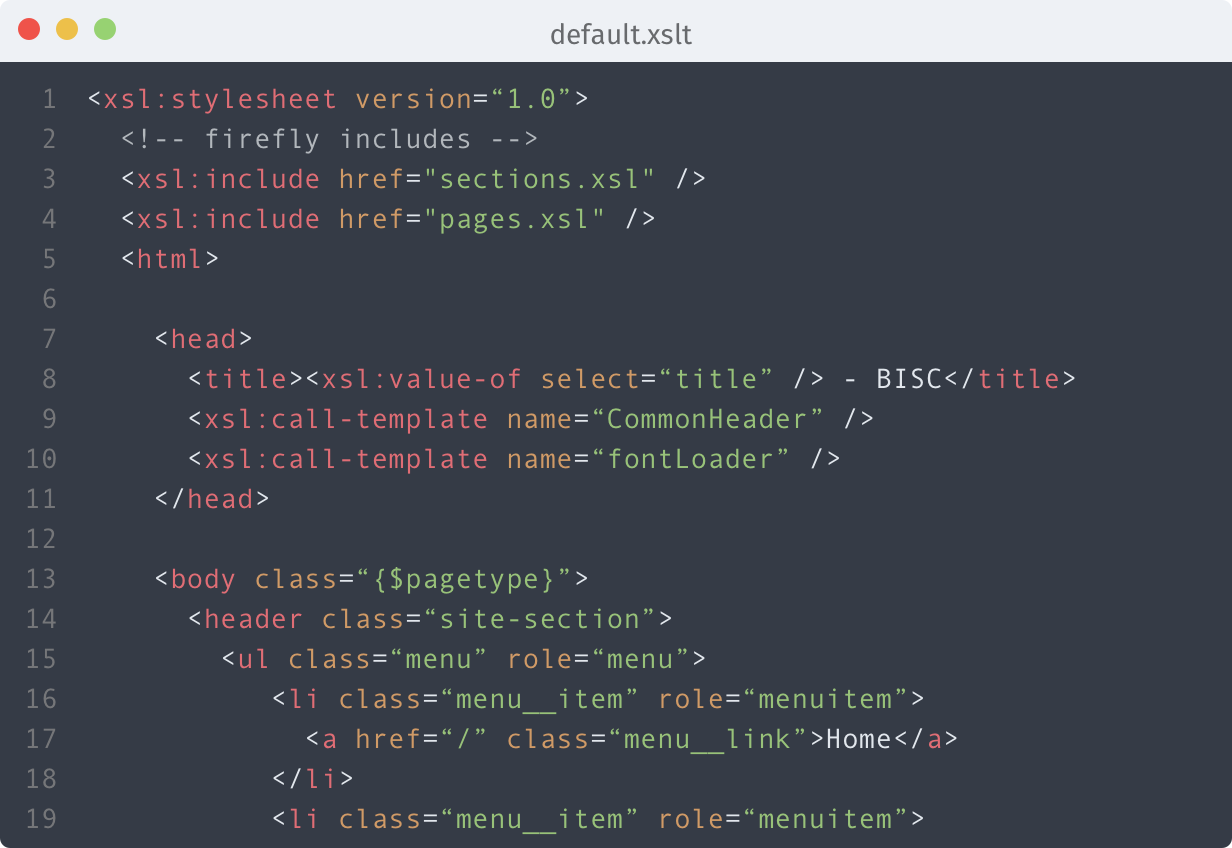 default.xslt
1 <xsl:stylesheet version=“1.0”>
2 <!-- firefly includes -->
3 <xsl:include href="sections.xsl" />
4 <xsl:include href="pages.xsl" />
5 <html>
6
7 <head>
8 <title><xsl:value-of select=“title” /> - BISC</title>
9 <xsl:call-template name=“CommonHeader” />
10 <xsl:call-template name=“fontLoader” />
11 </head>
12
13 <body class=“{$pagetype}”>
14 <header class=“site-section”>
15 <ul class=“menu” role=“menu”>
16 <li class=“menu__item” role=“menuitem”>
17 <a href=“/” class=“menu__link”>Home</a>
18 </li>
19 <li class=“menu__item” role=“menuitem”>